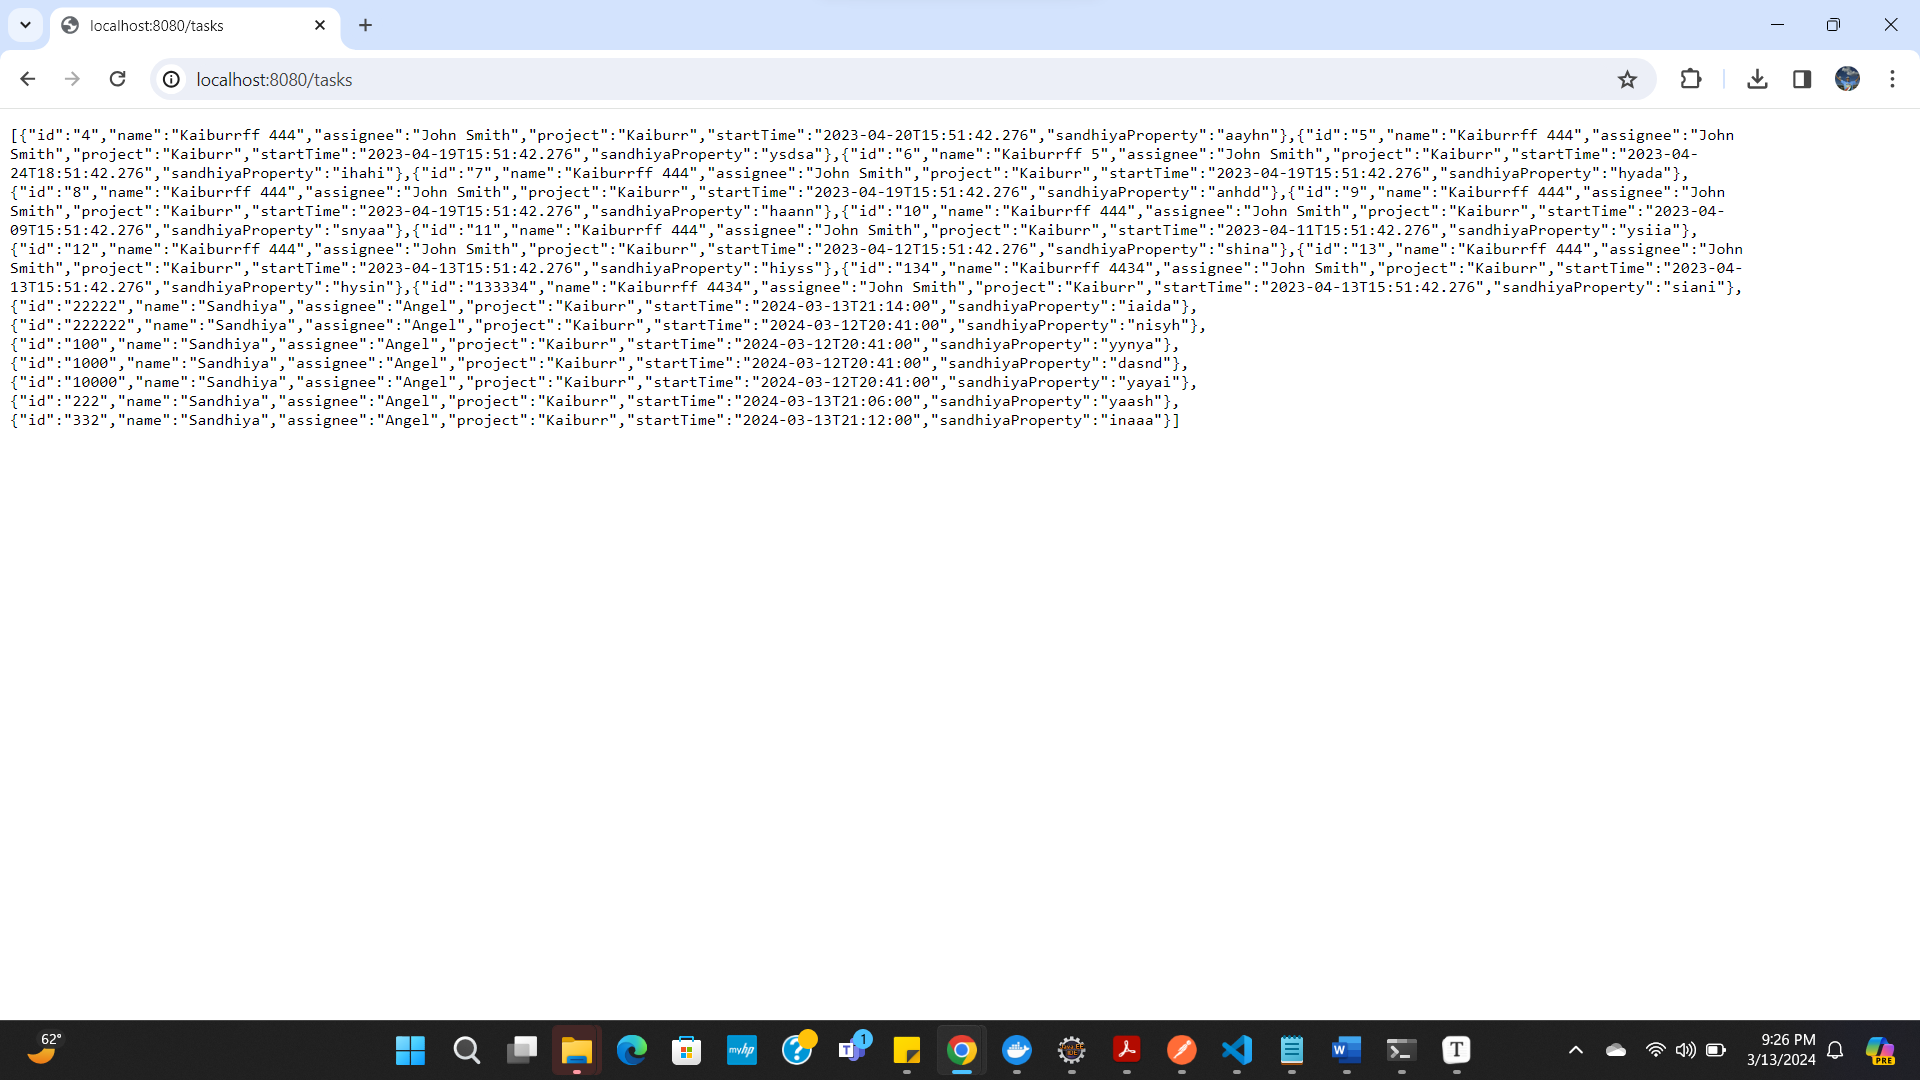 localhost:8080/tasks
localhost:8080/tasks
[{"id":"4","name":"Kaiburrff 444","assignee":"John Smith","project":"Kaiburr","startTime":"2023-04-20T15:51:42.276","sandhiyaProperty":"aayhn"},{"id":"5","name":"Kaiburrff 444","assignee":"John
Smith","project":"Kaiburr","startTime":"2023-04-19T15:51:42.276","sandhiyaProperty":"ysdsa"},{"id":"6","name":"Kaiburrff 5","assignee":"John Smith","project":"Kaiburr","startTime":"2023-04-
24T18:51:42.276","sandhiyaProperty":"ihahi"},{"id":"7","name":"Kaiburrff 444","assignee":"John Smith","project":"Kaiburr","startTime":"2023-04-19T15:51:42.276","sandhiyaProperty":"hyada"},
{"id":"8","name":"Kaiburrff 444","assignee":"John Smith","project":"Kaiburr","startTime":"2023-04-19T15:51:42.276","sandhiyaProperty":"anhdd"},{"id":"9","name":"Kaiburrff 444","assignee":"John
Smith","project":"Kaiburr","startTime":"2023-04-19T15:51:42.276","sandhiyaProperty":"haann"},{"id":"10","name":"Kaiburrff 444","assignee":"John Smith","project":"Kaiburr","startTime":"2023-04-
09T15:51:42.276","sandhiyaProperty":"snyaa"},{"id":"11","name":"Kaiburrff 444","assignee":"John Smith","project":"Kaiburr","startTime":"2023-04-11T15:51:42.276","sandhiyaProperty":"ysiia"},
{"id":"12","name":"Kaiburrff 444","assignee":"John Smith","project":"Kaiburr","startTime":"2023-04-12T15:51:42.276","sandhiyaProperty":"shina"},{"id":"13","name":"Kaiburrff 444","assignee":"John
Smith","project":"Kaiburr","startTime":"2023-04-13T15:51:42.276","sandhiyaProperty":"hiyss"},{"id":"134","name":"Kaiburrff 4434","assignee":"John Smith","project":"Kaiburr","startTime":"2023-04-
13T15:51:42.276","sandhiyaProperty":"hysin"},{"id":"133334","name":"Kaiburrff 4434","assignee":"John Smith","project":"Kaiburr","startTime":"2023-04-13T15:51:42.276","sandhiyaProperty":"siani"},
{"id":"22222","name":"Sandhiya","assignee":"Angel","project":"Kaiburr","startTime":"2024-03-13T21:14:00","sandhiyaProperty":"iaida"},
{"id":"222222","name":"Sandhiya","assignee":"Angel","project":"Kaiburr","startTime":"2024-03-12T20:41:00","sandhiyaProperty":"nisyh"},
{"id":"100","name":"Sandhiya","assignee":"Angel","project":"Kaiburr","startTime":"2024-03-12T20:41:00","sandhiyaProperty":"yynya"},
{"id":"1000","name":"Sandhiya","assignee":"Angel","project":"Kaiburr","startTime":"2024-03-12T20:41:00","sandhiyaProperty":"dasnd"},
{"id":"10000","name":"Sandhiya","assignee":"Angel","project":"Kaiburr","startTime":"2024-03-12T20:41:00","sandhiyaProperty":"yayai"},
{"id":"222","name":"Sandhiya","assignee":"Angel","project":"Kaiburr","startTime":"2024-03-13T21:06:00","sandhiyaProperty":"yaash"},
{"id":"332","name":"Sandhiya","assignee":"Angel","project":"Kaiburr","startTime":"2024-03-13T21:12:00","sandhiyaProperty":"inaaa"}]
62°
myhp
1
9:26 PM
3/13/2024
PRE